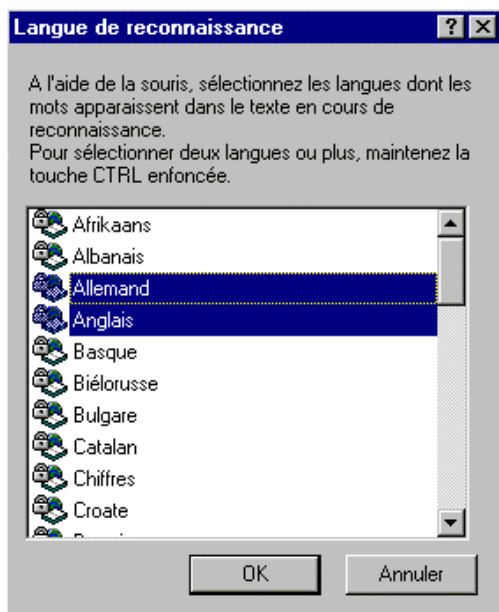 Langue de reconnaissance
A l'aide de la souris, sélectionnez les langues dont les
mots apparaissent dans le texte en cours de
reconnaissance.
Pour sélectionner deux langues ou plus, maintenez la
touche CTRL enfoncée.
Afrikaans
Albanais
Allemand
Anglais
Basque
Biélorusse
Bulgare
Catalan
Chiffres
Croate
OK Annuler